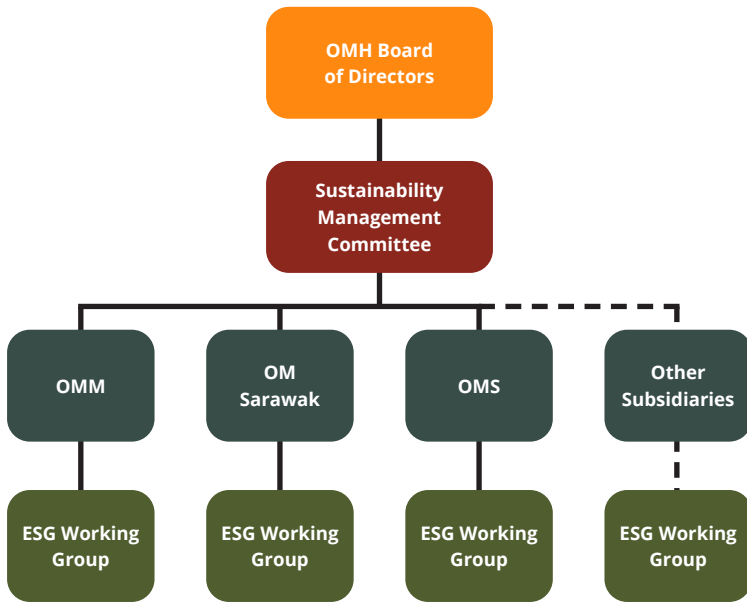 OMH Board
of Directors
Sustainability
Management
Committee
OMM
OM
Sarawak
OMS
Other
Subsidiaries
ESG Working
Group
ESG Working
Group
ESG Working
Group
ESG Working
Group